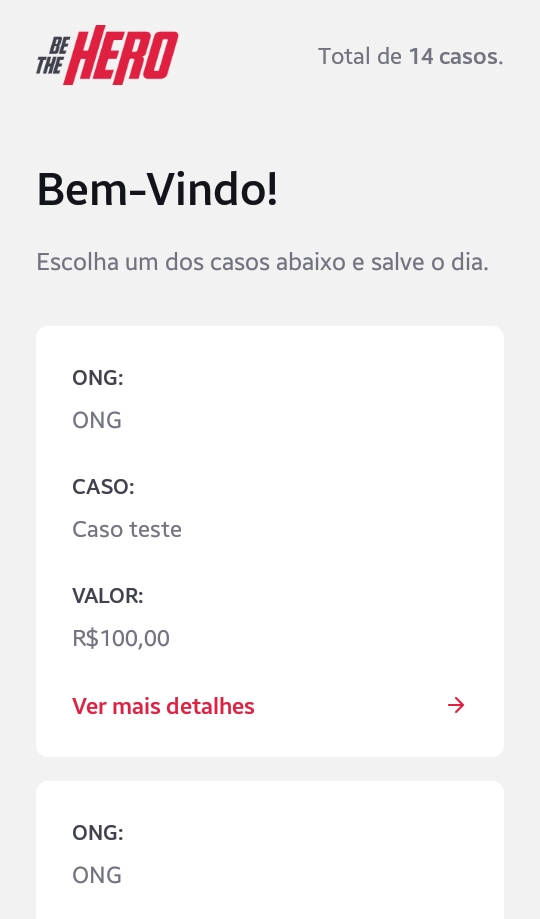 BE THE HERO
Total de 14 casos.
Bem-Vindo!
Escolha um dos casos abaixo e salve o dia.
ONG:
ONG
CASO:
Caso teste
VALOR:
R$100,00
Ver mais detalhes
ONG:
ONG